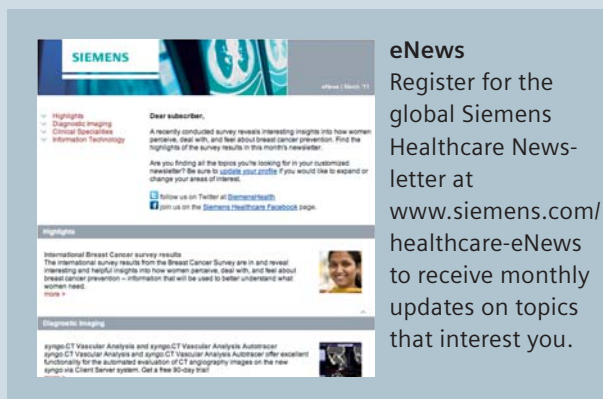 SIEMENS
eNews | March '11
Highlights
Diagnostic Imaging
Clinical Specialities
Information Technology
Dear subscriber,
A recently conducted survey reveals interesting insights into how women
perceive, deal with, and feel about breast cancer prevention. Find the
highlights of the survey results in this month's newsletter.
Are you finding all the topics you're looking for in your customized
newsletter? Be sure to update your profile if you would like to expand or
change your areas of interest.
follow us on Twitter at SiemensHealth
join us on the Siemens Healthcare Facebook page.
Highlights
International Breast Cancer survey results
The international survey results from the Breast Cancer Survey are in and reveal
interesting and helpful insights into how women perceive, deal with, and feel about
breast cancer prevention – information that will be used to better understand what
women need.
more »
Diagnostic Imaging
syngo.CT Vascular Analysis and syngo.CT Vascular Analysis Autotracer
syngo.CT Vascular Analysis and syngo.CT Vascular Analysis Autotracer offer excellent
functionality for the automated evaluation of CT angiography images on the new
syngo.via Client Server system. Get a free 90-day trial!
eNews
Register for the
global Siemens
Healthcare News-
letter at
www.siemens.com/
healthcare-eNews
to receive monthly
updates on topics
that interest you.